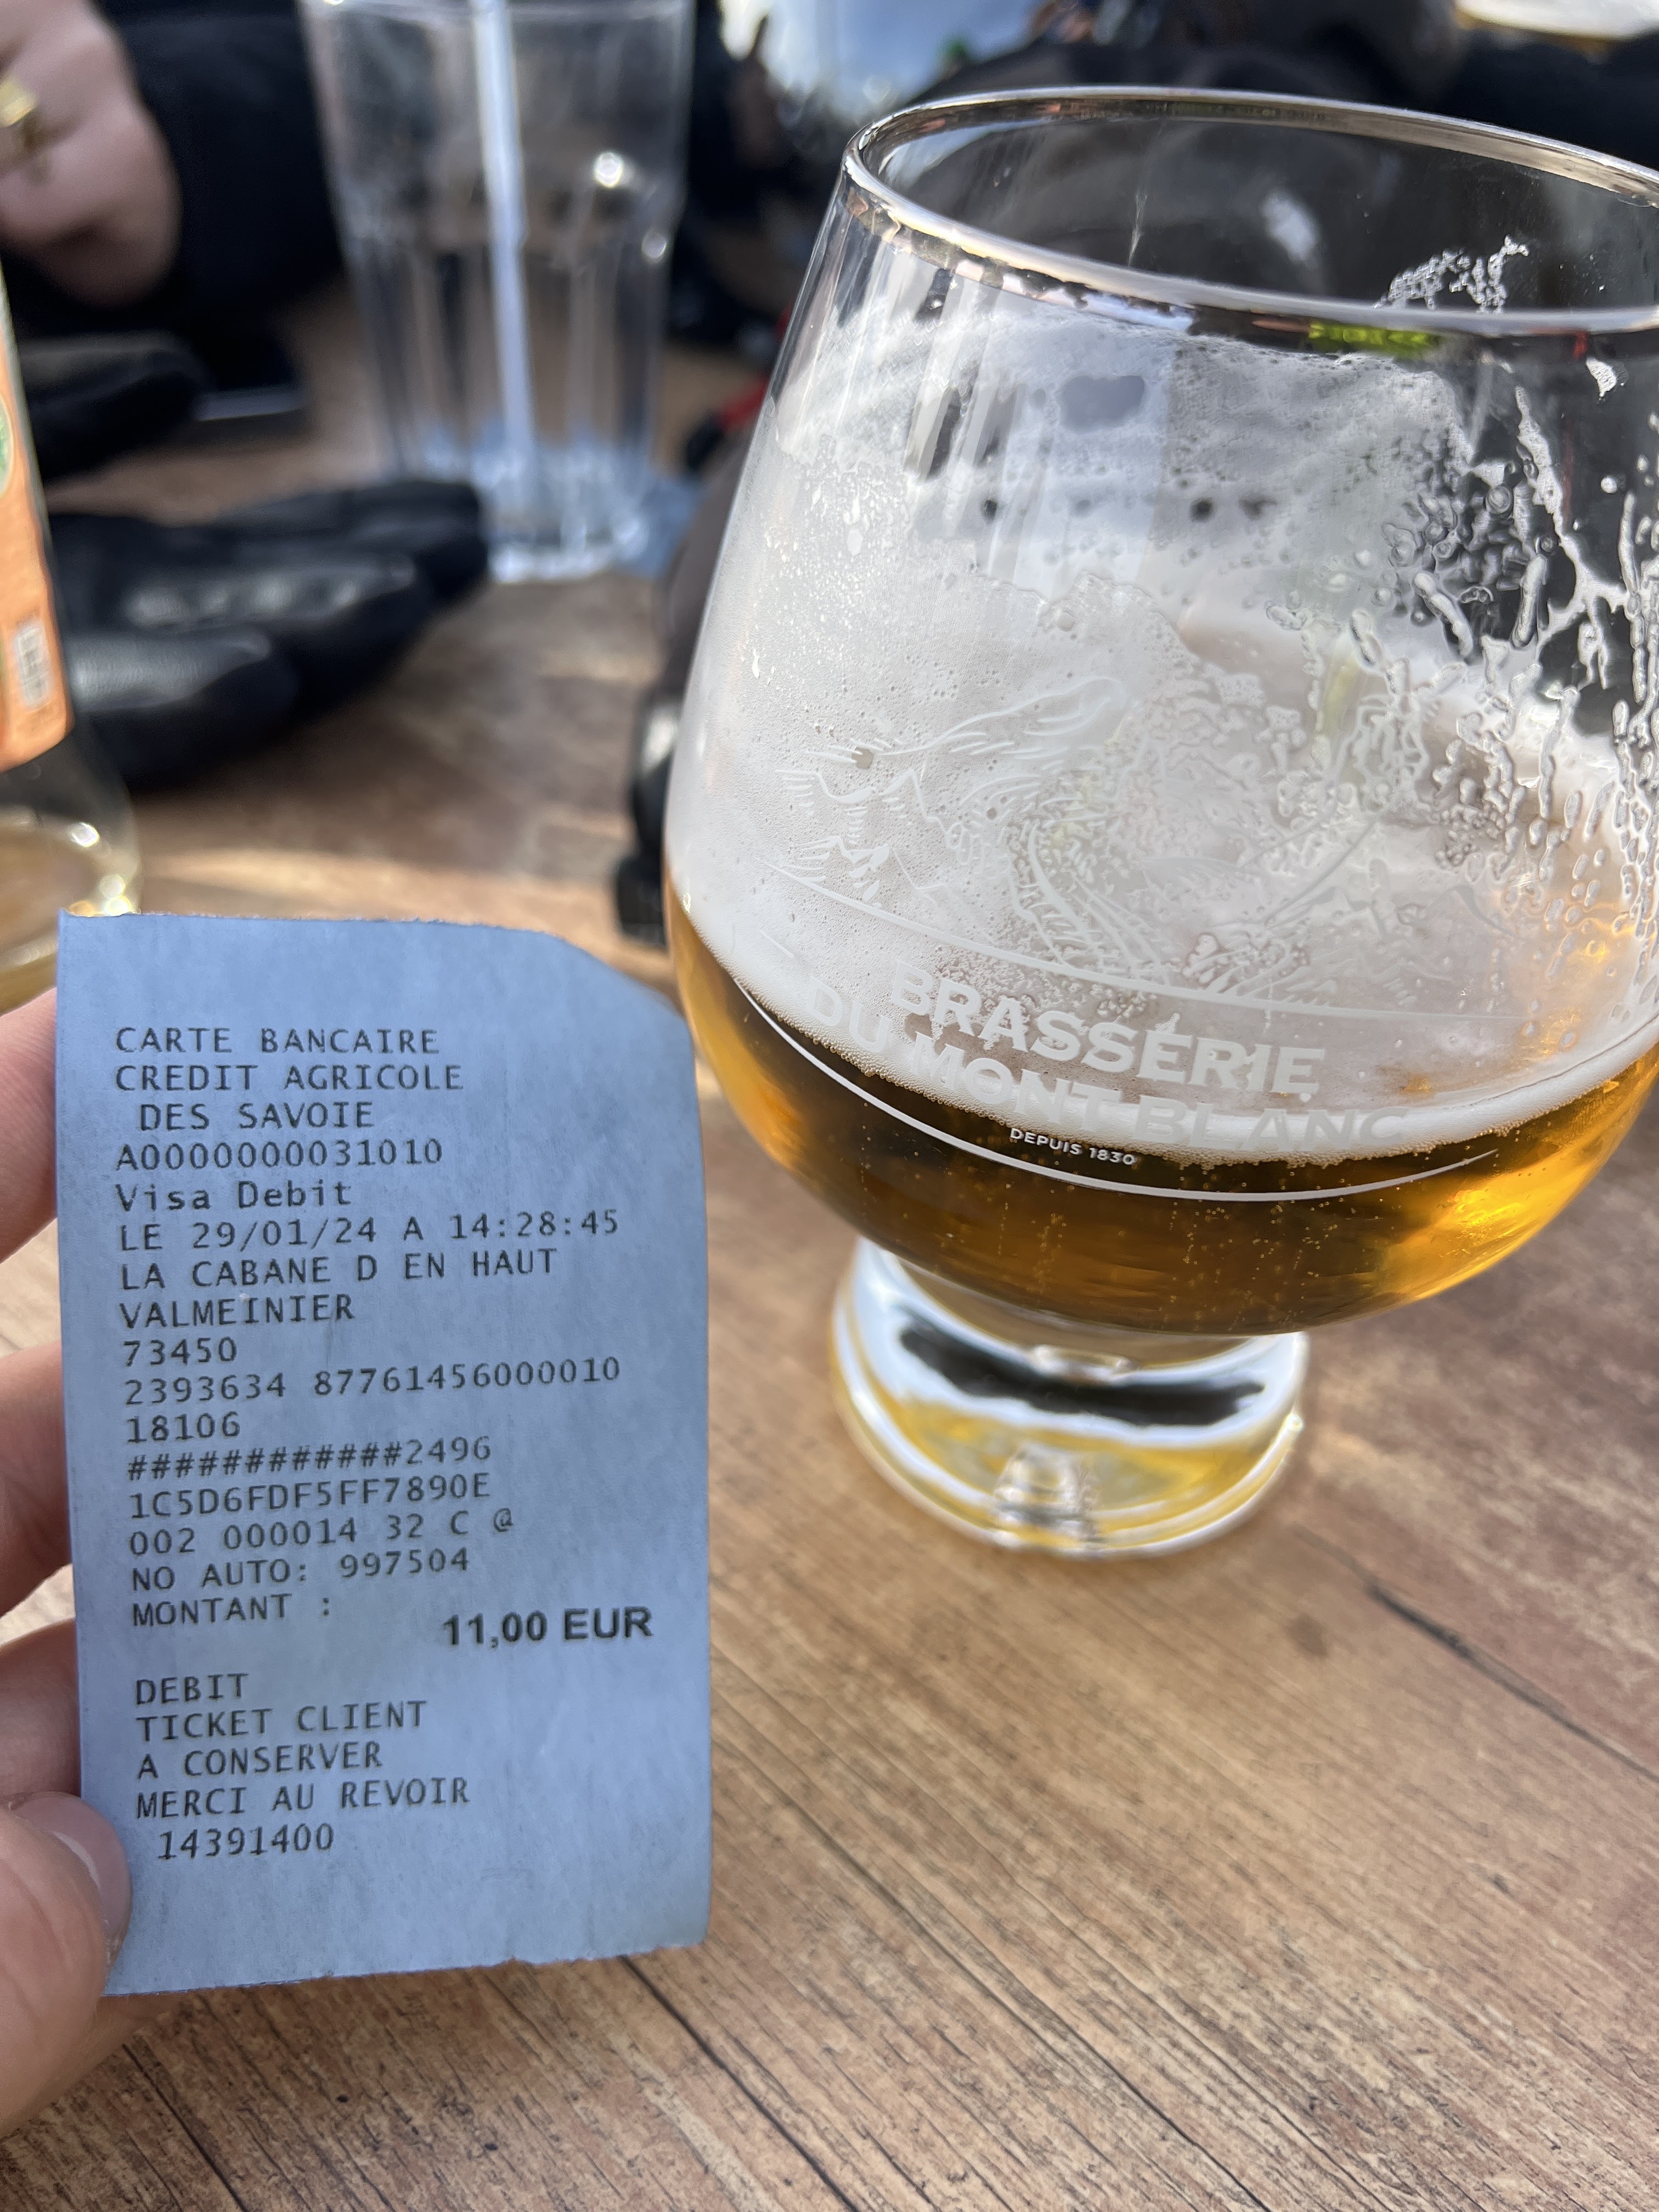 CARTE BANCAIRE
CREDIT AGRICOLE
DES SAVOIE
A0000000031010
Visa Debit
LE 29/01/24 A 14:28:45
LA CABANE D EN HAUT
VALMEINIER
73450
2393634 87761456000010
18106
############2496
1C5D6FDF5FF7890E
002 000014 32 C @
NO AUTO: 997504
MONTANT :
11,00 EUR
DEBIT
TICKET CLIENT
A CONSERVER
MERCI AU REVOIR
14391400
BRASSERIE
DU MONT BLANC
DEPUIS 1830